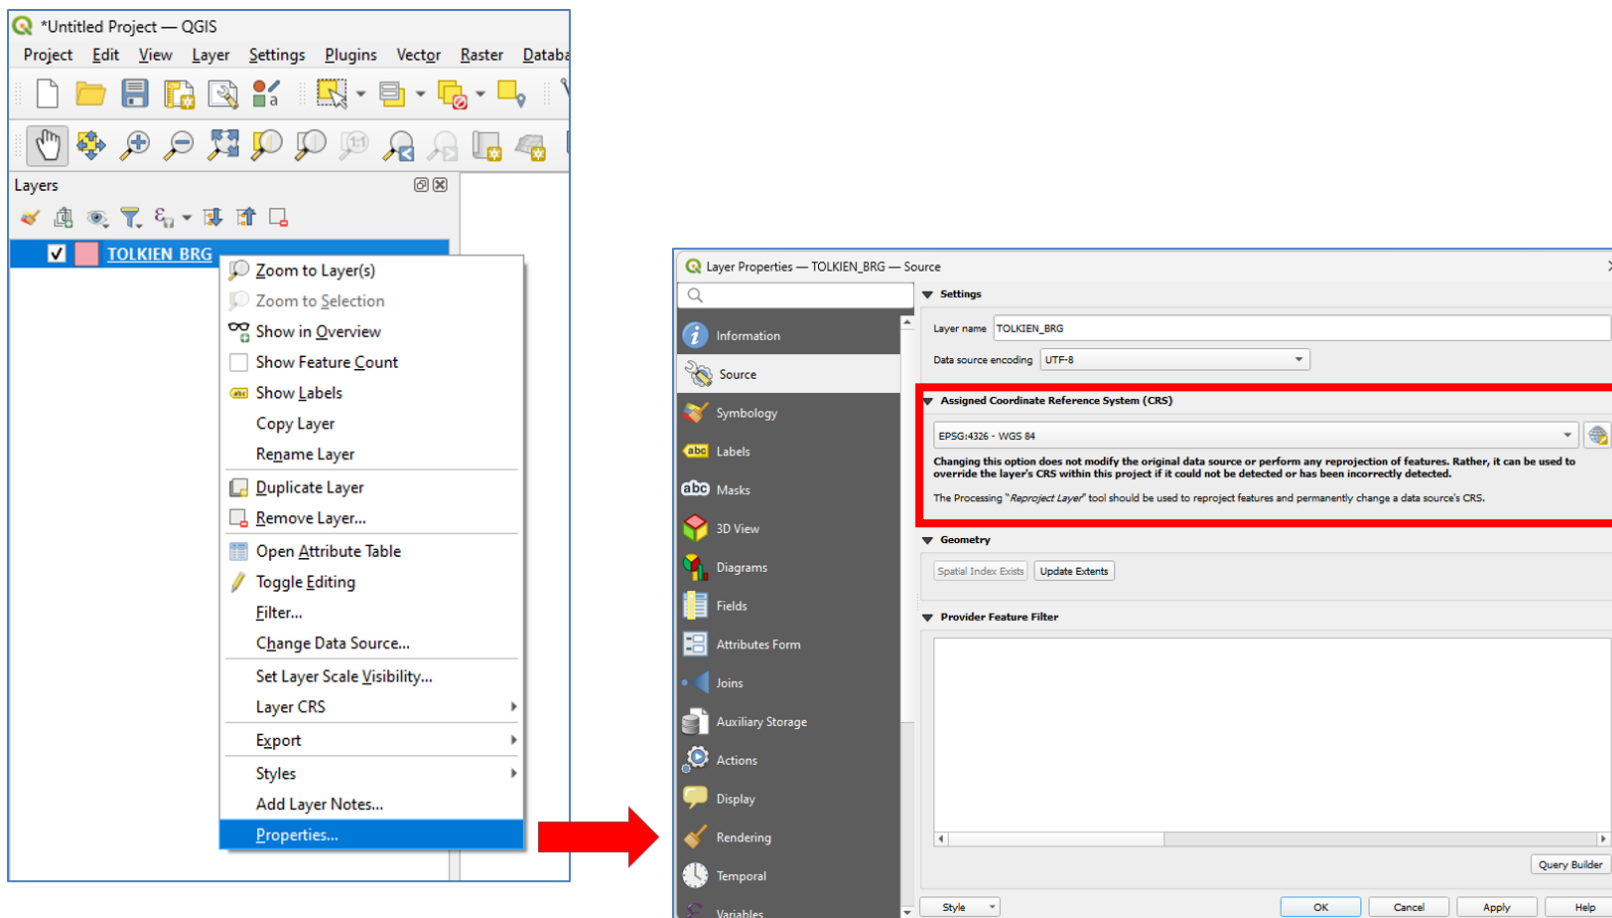 *Untitled Project — QGIS
Project Edit View Layer Settings Plugins Vector Raster Databa
a
1:1
Layers
ε
TOLKIEN_BRG
Zoom to Layer(s)
Zoom to Selection
Show in Overview
Show Feature Count
abc Show Labels
Copy Layer
Rename Layer
Duplicate Layer
Remove Layer...
Open Attribute Table
Toggle Editing
Filter...
Change Data Source...
Set Layer Scale Visibility...
Layer CRS
Export
Styles
Add Layer Notes...
Properties...
Layer Properties — TOLKIEN_BRG — Source
i Information
Source
Symbology
abc Labels
abc Masks
3D View
Diagrams
Fields
Attributes Form
Joins
Auxiliary Storage
Actions
Display
Rendering
Temporal
ε Variables
Settings
Layer name TOLKIEN_BRG
Data source encoding UTF-8
Assigned Coordinate Reference System (CRS)
EPSG:4326 - WGS 84
Changing this option does not modify the original data source or perform any reprojection of features. Rather, it can be used to
override the layer's CRS within this project if it could not be detected or has been incorrectly detected.
The Processing "Reproject Layer" tool should be used to reproject features and permanently change a data source's CRS.
Geometry
Spatial Index Exists Update Extents
Provider Feature Filter
Query Builder
Style OK Cancel Apply Help